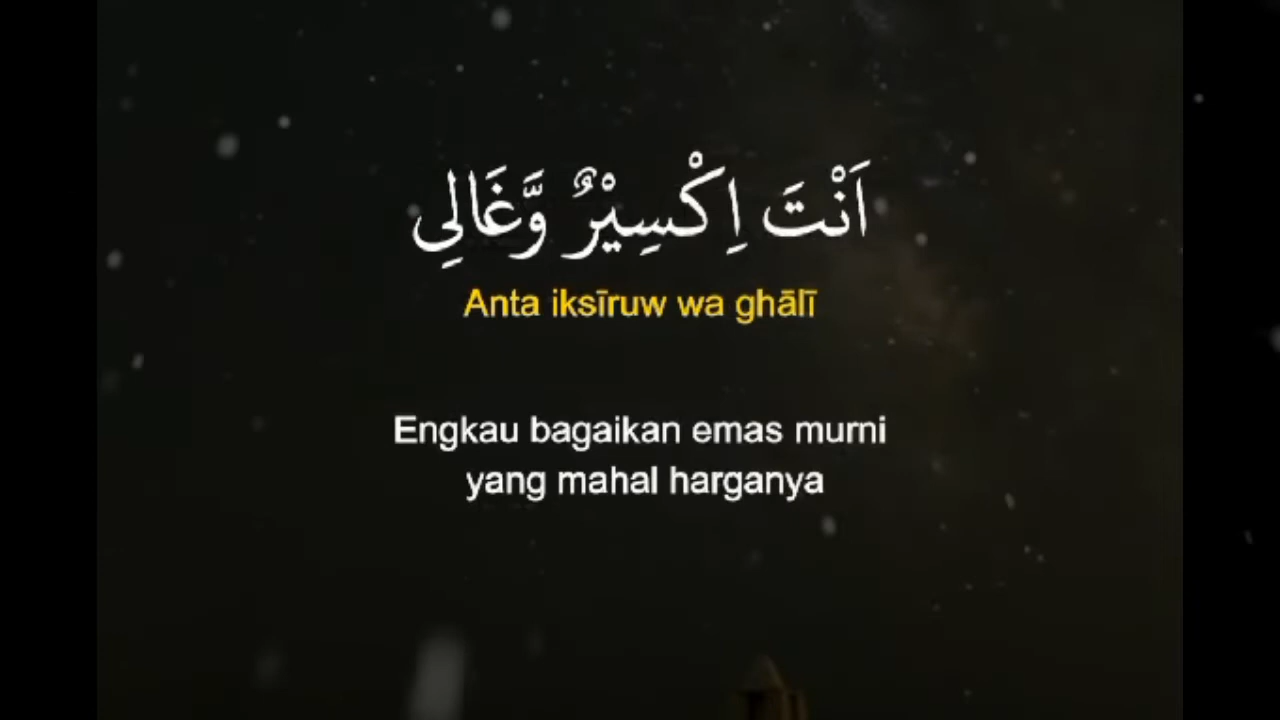 اَنْتَ اِكْسِيْرٌ وَّغَالِي
Anta iksīruw wa ghālī
Engkau bagaikan emas murni
yang mahal harganya